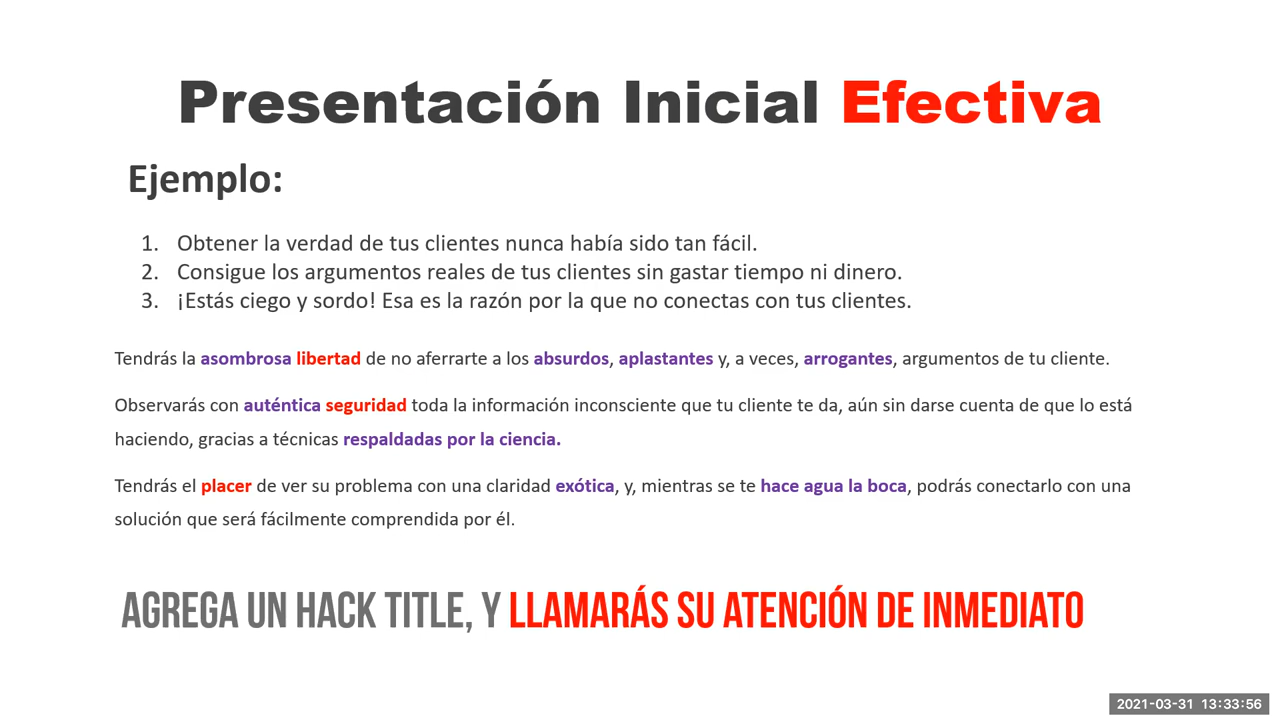 Presentación Inicial Efectiva
Ejemplo:
1. Obtener la verdad de tus clientes nunca había sido tan fácil.
2. Consigue los argumentos reales de tus clientes sin gastar tiempo ni dinero.
3. ¡Estás ciego y sordo! Esa es la razón por la que no conectas con tus clientes.
Tendrás la asombrosa libertad de no aferrarte a los absurdos, aplastantes y, a veces, arrogantes, argumentos de tu cliente.
Observarás con auténtica seguridad toda la información inconsciente que tu cliente te da, aún sin darse cuenta de que lo está
haciendo, gracias a técnicas respaldadas por la ciencia.
Tendrás el placer de ver su problema con una claridad exótica, y, mientras se te hace agua la boca, podrás conectarlo con una
solución que será fácilmente comprendida por él.
AGREGA UN HACK TITLE, Y LLAMARÁS SU ATENCIÓN DE INMEDIATO
2021-03-31 13:33:56